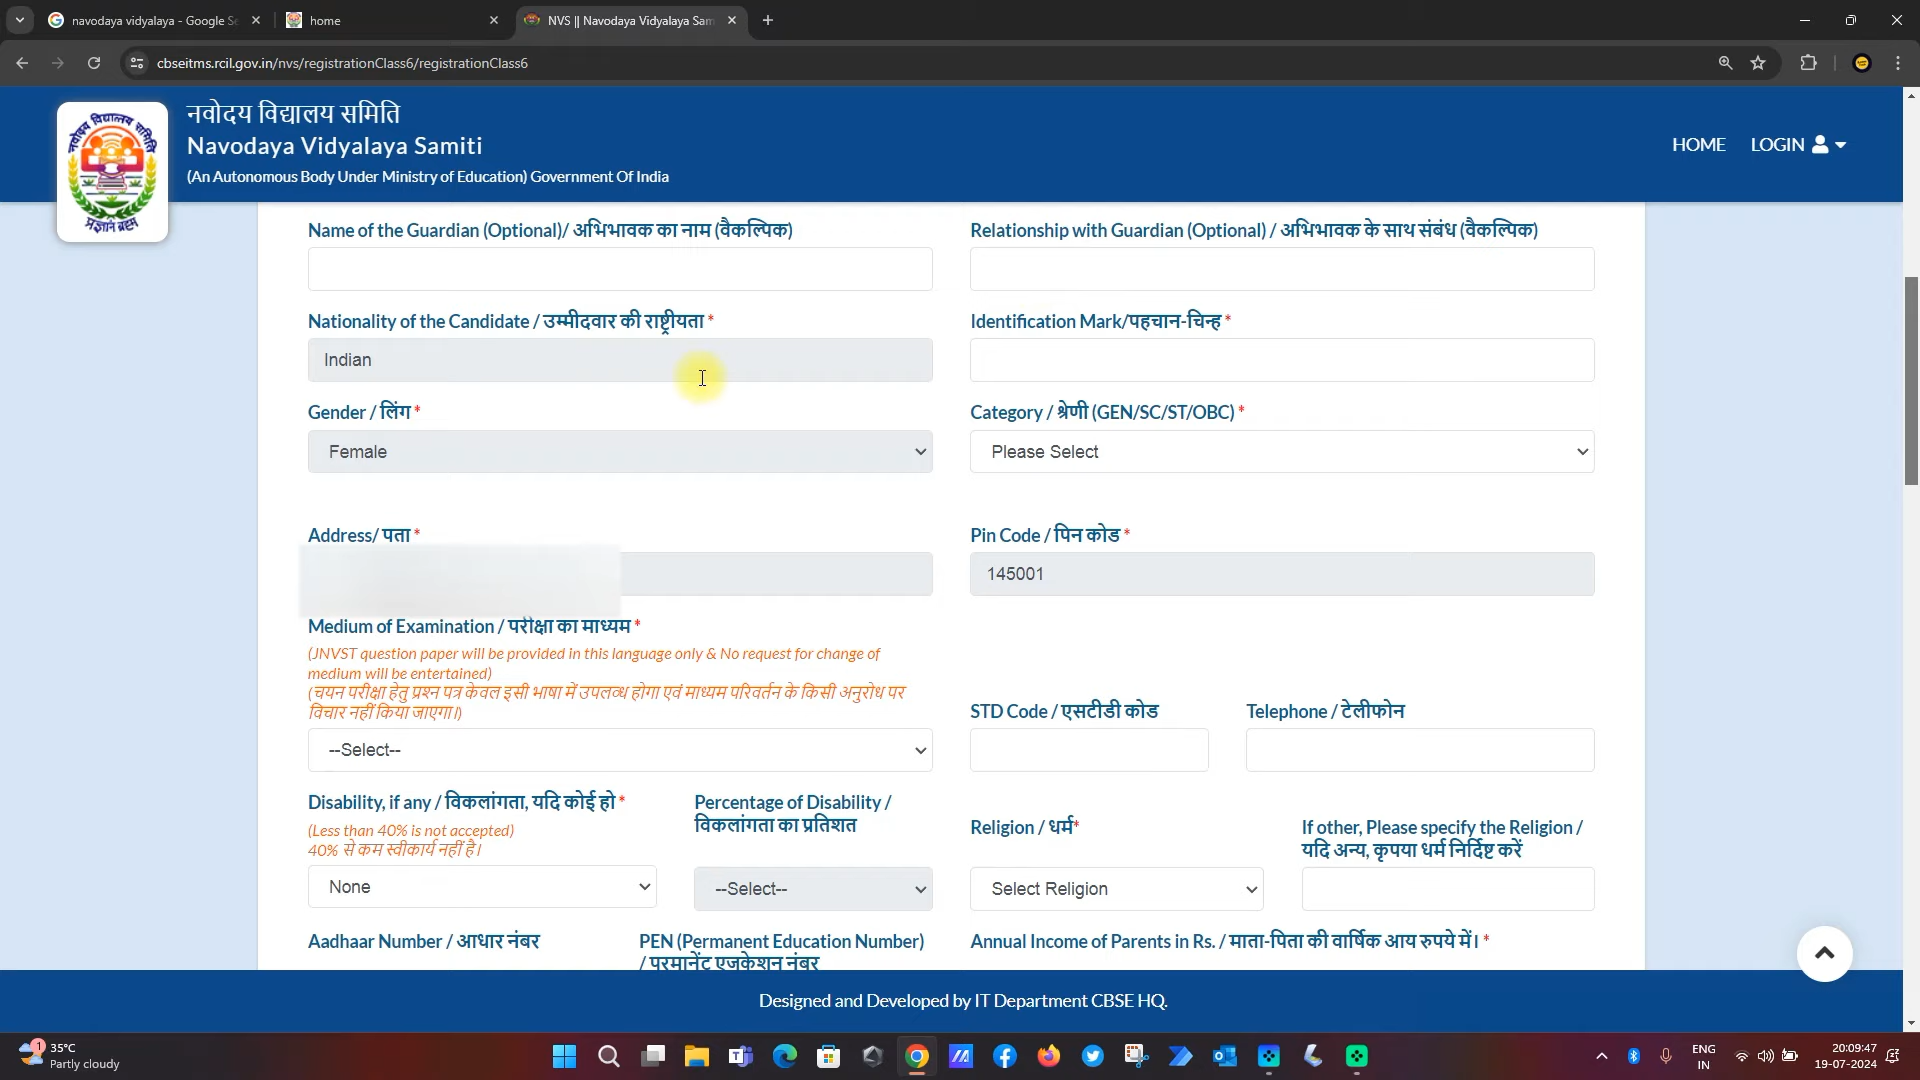 navodaya vidyalaya - Google Se
home
NVS || Navodaya Vidyalaya Sam
cbseitms.rcil.gov.in/nvs/registrationClass6/registrationClass6
नवोदय विद्यालय समिति
Navodaya Vidyalaya Samiti
(An Autonomous Body Under Ministry of Education) Government Of India
HOME
LOGIN
Name of the Guardian (Optional)/ अभिभावक का नाम (वैकल्पिक)
Relationship with Guardian (Optional) / अभिभावक के साथ संबंध (वैकल्पिक)
Nationality of the Candidate / उम्मीदवार की राष्ट्रीयता *
Identification Mark/पहचान-चिन्ह *
Indian
Gender / लिंग *
Category / श्रेणी (GEN/SC/ST/OBC) *
Female
Please Select
Address/ पता *
Pin Code / पिन कोड *
145001
Medium of Examination / परीक्षा का माध्यम *
(JNVST question paper will be provided in this language only & No request for change of
medium will be entertained)
(चयन परीक्षा हेतु प्रश्न पत्र केवल इसी भाषा में उपलब्ध होगा एवं माध्यम परिवर्तन के किसी अनुरोध पर
विचार नहीं किया जाएगा।)
STD Code / एसटीडी कोड
Telephone / टेलीफोन
--Select--
Disability, if any / विकलांगता, यदि कोई हो *
(Less than 40% is not accepted)
40% से कम स्वीकार्य नहीं है।
Percentage of Disability /
विकलांगता का प्रतिशत
Religion / धर्म*
If other, Please specify the Religion /
यदि अन्य, कृपया धर्म निर्दिष्ट करें
None
--Select--
Select Religion
Aadhaar Number / आधार नंबर
PEN (Permanent Education Number)
/ परमानेंट एजुकेशन नंबर
Annual Income of Parents in Rs. / माता-पिता की वार्षिक आय रुपये में। *
Designed and Developed by IT Department CBSE HQ.
1
35°C
Partly cloudy
ENG
IN
20:09:47
19-07-2024